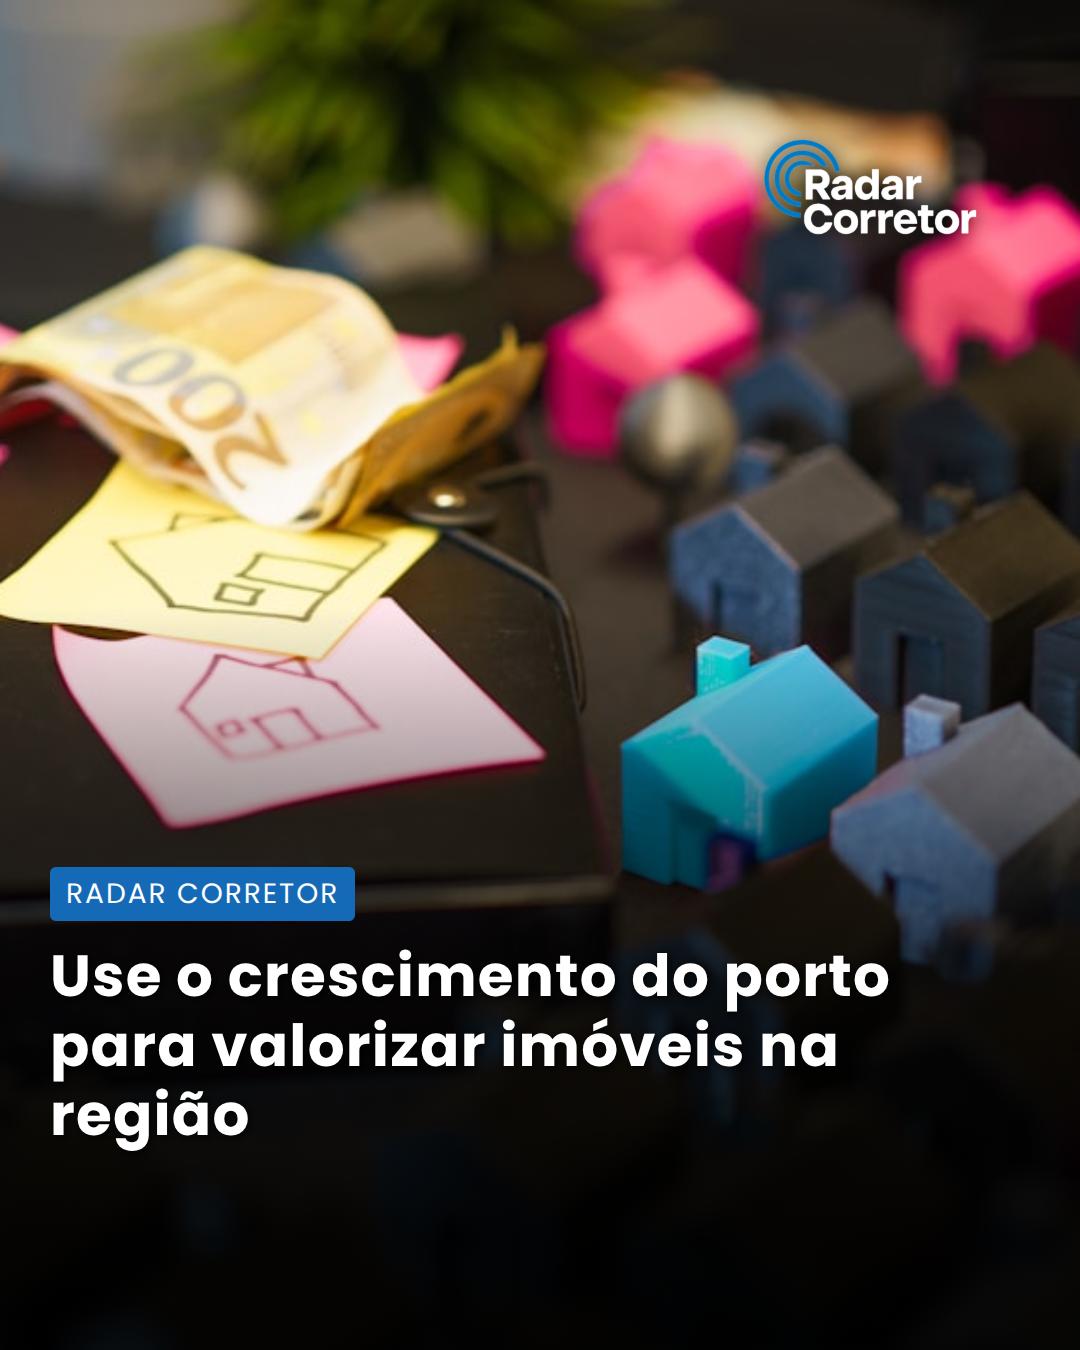 Radar
Corretor
200
RADAR CORRETOR
Use o crescimento do porto
para valorizar imóveis na
região